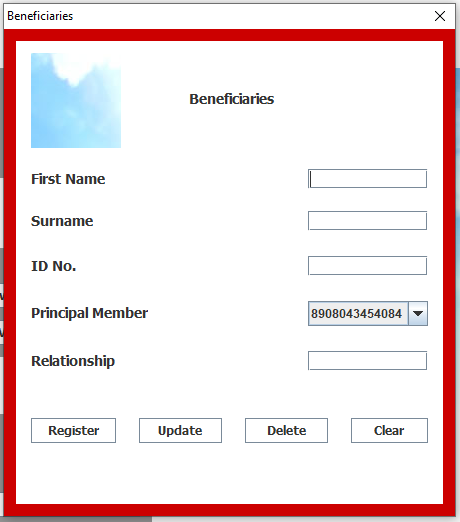 Beneficiaries
Beneficiaries
First Name
Surname
ID No.
Principal Member 8908043454084
Relationship
Register Update Delete Clear